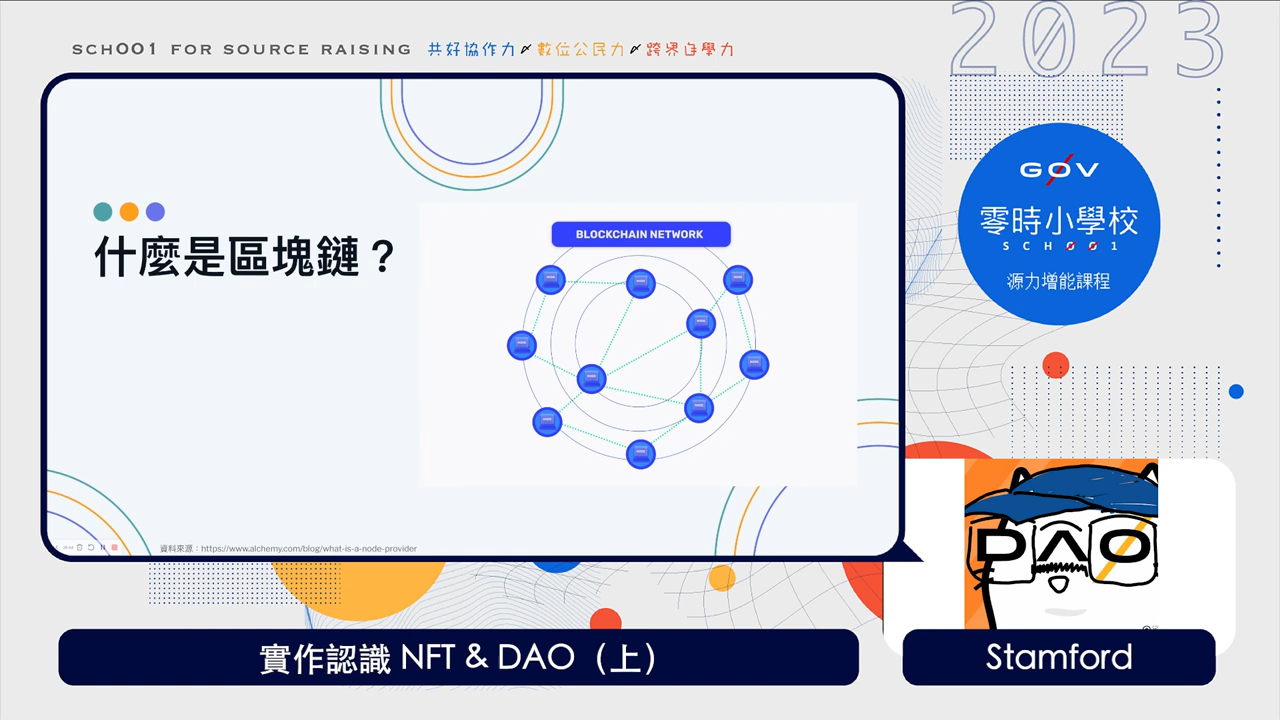 SCH001 FOR SOURCE RAISING 共好協作力 數位公民力 跨界自學力
2023
G0V
零時小學校
SCH001
源力增能課程
什麼是區塊鏈？
BLOCKCHAIN NETWORK
資料來源：https://www.alchemy.com/blog/what-is-a-node-provider
DAO
實作認識 NFT & DAO（上）
Stamford